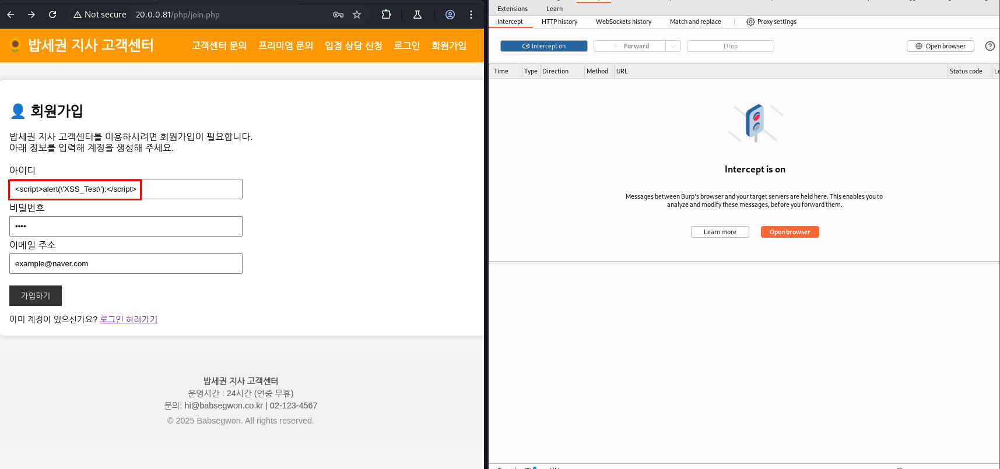 Not secure 20.0.0.81/php/join.php
밥세권 지사 고객센터 고객센터 문의 프리미엄 문의 입점 상담 신청 로그인 회원가입
회원가입
밥세권 지사 고객센터를 이용하시려면 회원가입이 필요합니다.
아래 정보를 입력해 계정을 생성해 주세요.
아이디
<script>alert(\'XSS_Test\');</script>
비밀번호
••••
이메일 주소
example@naver.com
가입하기
이미 계정이 있으신가요? 로그인 하러가기
밥세권 지사 고객센터
운영시간 : 24시간 (연중 무휴)
문의: hi@babsegwon.co.kr | 02-123-4567
© 2025 Babsegwon. All rights reserved.
Extensions Learn
Intercept HTTP history WebSockets history Match and replace Proxy settings
Intercept on Forward Drop Open browser
Time Type Direction Method URL Status code
Intercept is on
Messages between Burp's browser and your target servers are held here. This enables you to
analyze and modify these messages, before you forward them.
Learn more Open browser